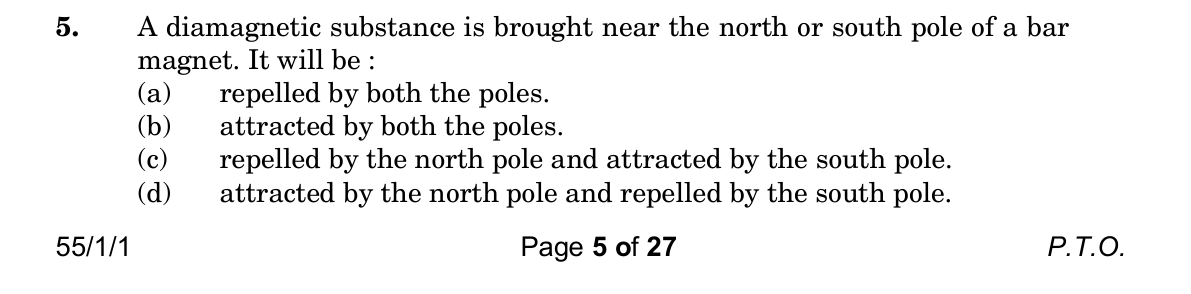 5. A diamagnetic substance is brought near the north or south pole of a bar
magnet. It will be :
(a) repelled by both the poles.
(b) attracted by both the poles.
(c) repelled by the north pole and attracted by the south pole.
(d) attracted by the north pole and repelled by the south pole.
55/1/1 Page 5 of 27 P.T.O.